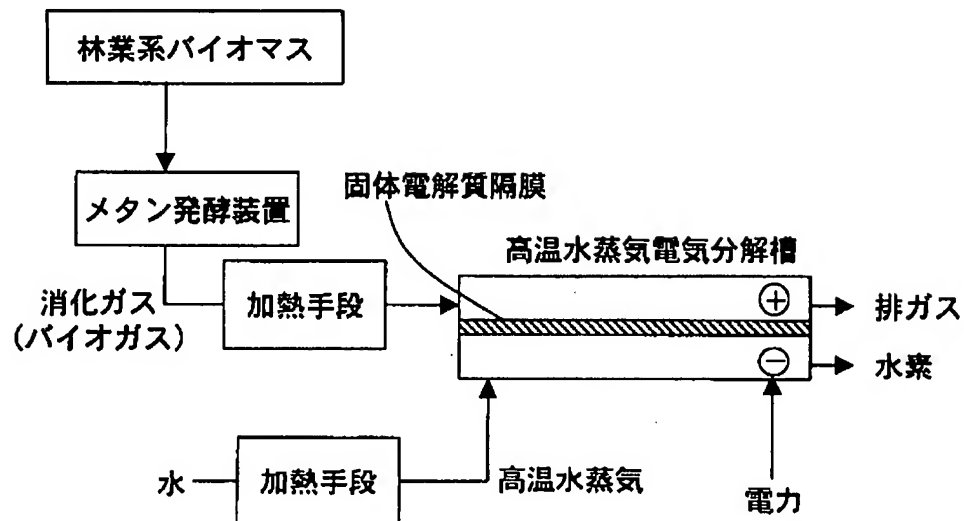 林業系バイオマス
メタン発酵装置
固体電解質隔膜
高温水蒸気電気分解槽
消化ガス
(バイオガス)
加熱手段
+
排ガス
−
水素
水
加熱手段
高温水蒸気
電力